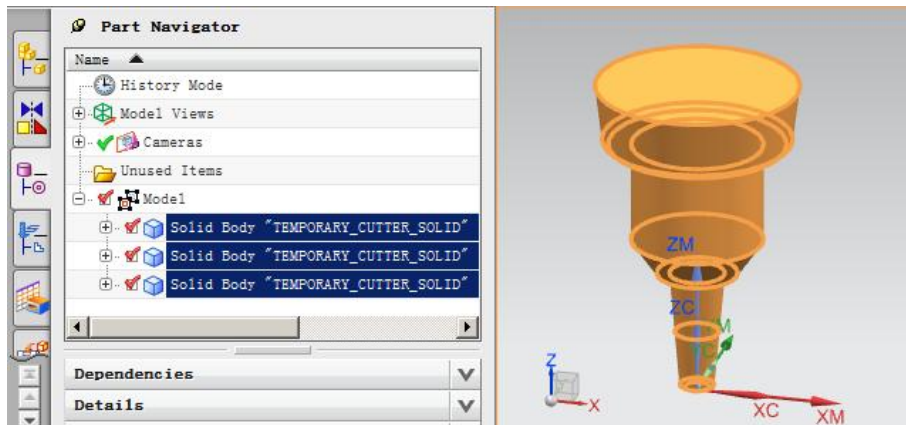 Part Navigator
Name
History Mode
Model Views
Cameras
Unused Items
Model
Solid Body "TEMPORARY_CUTTER_SOLID"
Solid Body "TEMPORARY_CUTTER_SOLID"
Solid Body "TEMPORARY_CUTTER_SOLID"
Dependencies
Details
ZM
ZC
Z
X
XC
XM